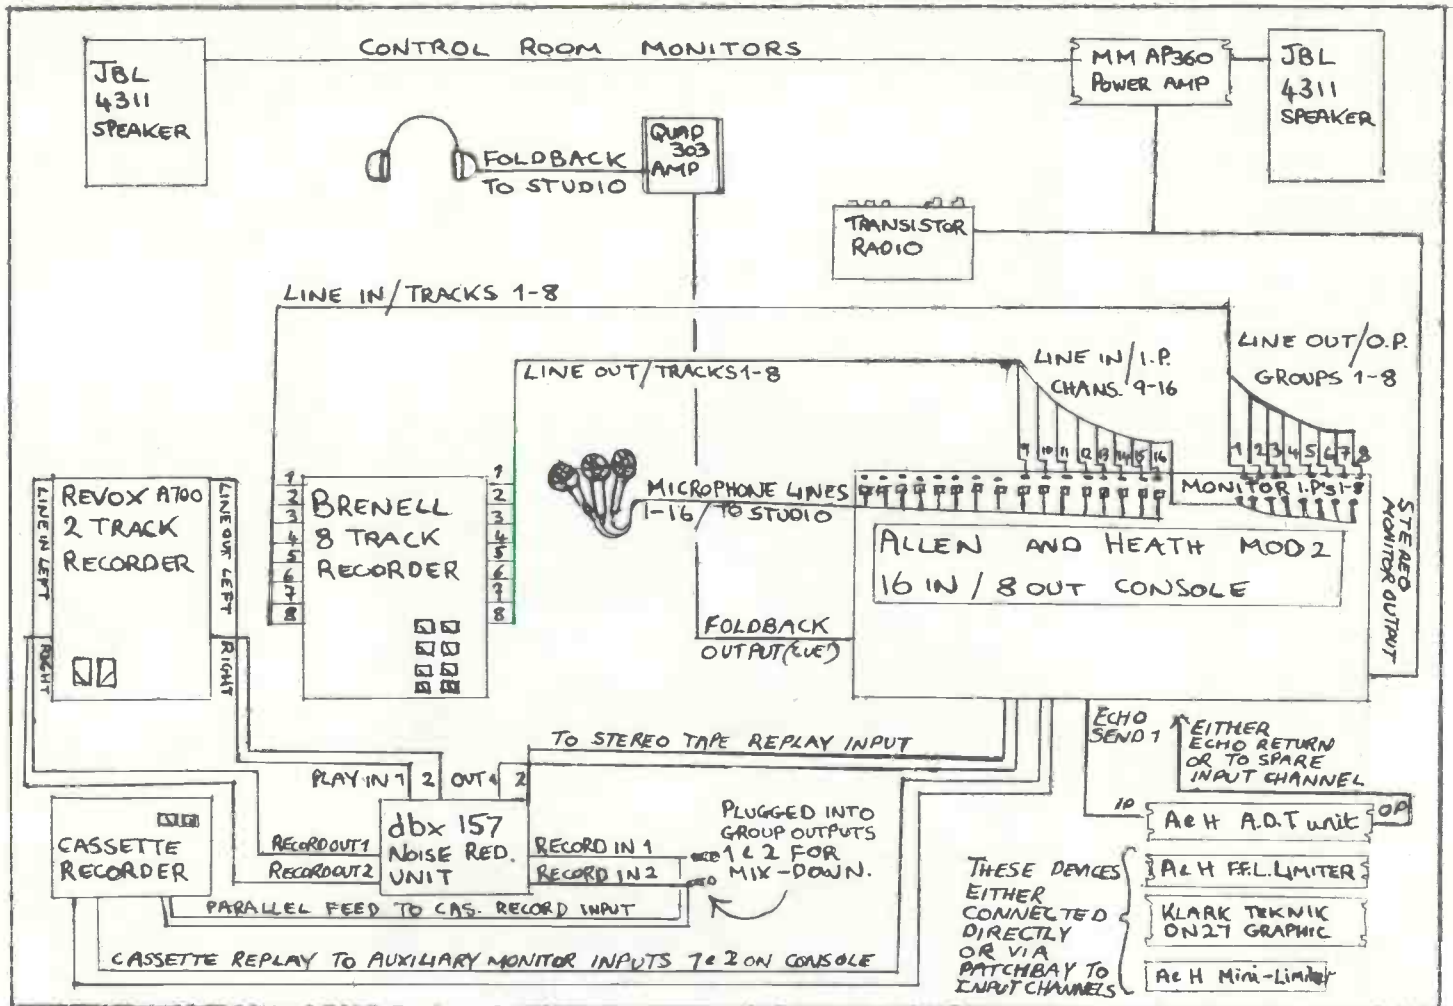 CONTROL ROOM MONITORS
JBL
4311
SPEAKER
MM AP360
POWER AMP
JBL
4311
SPEAKER
FOLDBACK
TO STUDIO
QUAD
303
AMP
TRANSISTOR
RADIO
LINE IN/TRACKS 1-8
LINE OUT/TRACKS 1-8
LINE IN/I.P.
CHANS. 9-16
LINE OUT/O.P.
GROUPS 1-8
9 10 11 12 13 14 15 16
1 2 3 4 5 6 7 8
LINE IN LEFT
RIGHT
REVOX A700
2 TRACK
RECORDER
LINE OUT LEFT
RIGHT
1
2
3
4
5
6
7
8
BRENELL
8 TRACK
RECORDER
1
2
3
4
5
6
7
8
MICROPHONE LINES
1-16/ TO STUDIO
MONITOR I.P's 1-8
ALLEN AND HEATH MOD2
16 IN / 8 OUT CONSOLE
STEREO
MONITOR OUTPUT
FOLDBACK
OUTPUT (CUE)
TO STEREO TAPE REPLAY INPUT
PLAY IN 1 2 OUT 1 2
ECHO
SEND 1
EITHER
ECHO RETURN
OR TO SPARE
INPUT CHANNEL
CASSETTE
RECORDER
RECORD OUT 1
RECORD OUT 2
dbx 157
NOISE RED.
UNIT
RECORD IN 1
RECORD IN 2
PLUGGED INTO
GROUP OUTPUTS
1 & 2 FOR
MIX-DOWN.
PARALLEL FEED TO CAS. RECORD INPUT
CASSETTE REPLAY TO AUXILIARY MONITOR INPUTS 1 & 2 ON CONSOLE
IP
A & H A.D.T unit
OP
THESE DEVICES
EITHER
CONNECTED
DIRECTLY
OR VIA
PATCHBAY TO
INPUT CHANNELS
A & H F.F.L. LIMITER
KLARK TEKNIK
DN27 GRAPHIC
A & H Mini-Limiter